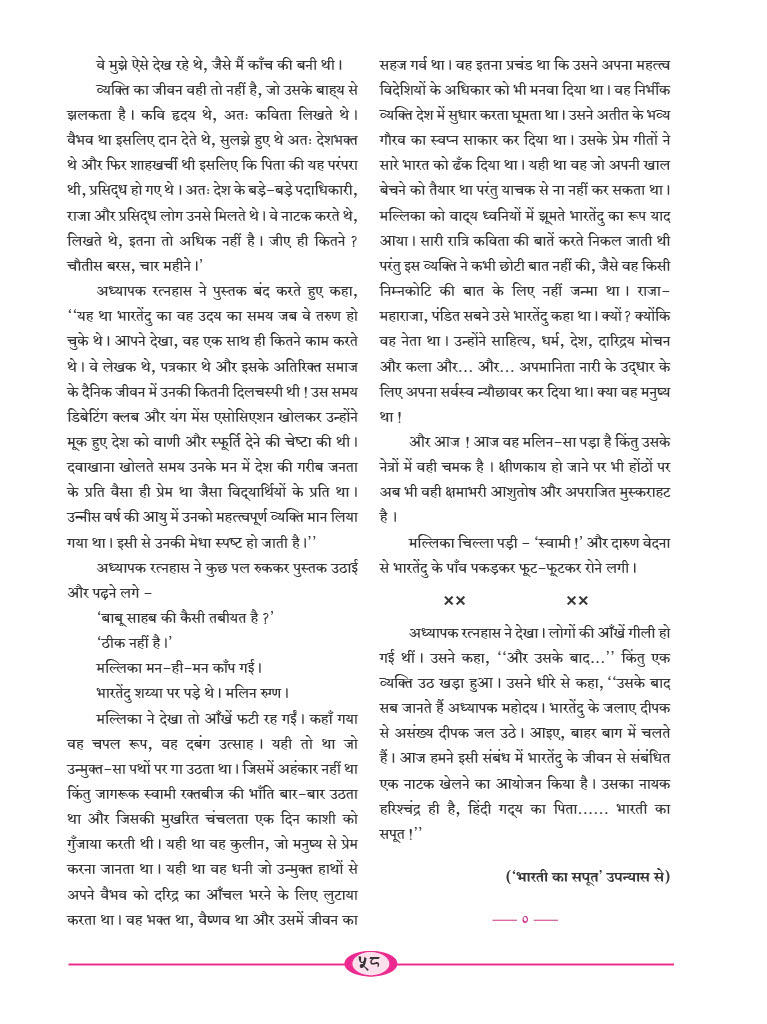 वे मुझे ऐसे देख रहे थे, जैसे मैं काँच की बनी थी।
व्यक्ति का जीवन वही तो नहीं है, जो उसके बाह्य से
झलकता है। कवि हृदय थे, अतः कविता लिखते थे।
वैभव था इसलिए दान देते थे, सुलझे हुए थे अतः देशभक्त
थे और फिर शाहखर्ची थी इसलिए कि पिता की यह परंपरा
थी, प्रसिद्ध हो गए थे। अतः देश के बड़े-बड़े पदाधिकारी,
राजा और प्रसिद्ध लोग उनसे मिलते थे। वे नाटक करते थे,
लिखते थे, इतना तो अधिक नहीं है। जीए ही कितने ?
चौतीस बरस, चार महीने।’
अध्यापक रत्नहास ने पुस्तक बंद करते हुए कहा,
‘‘यह था भारतेंदु का वह उदय का समय जब वे तरुण हो
चुके थे। आपने देखा, वह एक साथ ही कितने काम करते
थे। वे लेखक थे, पत्रकार थे और इसके अतिरिक्त समाज
के दैनिक जीवन में उनकी कितनी दिलचस्पी थी ! उस समय
डिबेटिंग क्लब और यंग मेंस एसोसिएशन खोलकर उन्होंने
मूक हुए देश को वाणी और स्फूर्ति देने की चेष्टा की थी।
दवाखाना खोलते समय उनके मन में देश की गरीब जनता
के प्रति वैसा ही प्रेम था जैसा विद्यार्थियों के प्रति था।
उन्नीस वर्ष की आयु में उनको महत्त्वपूर्ण व्यक्ति मान लिया
गया था। इसी से उनकी मेधा स्पष्ट हो जाती है।’’
अध्यापक रत्नहास ने कुछ पल रुककर पुस्तक उठाई
और पढ़ने लगे -
‘बाबू साहब की कैसी तबीयत है ?’
‘ठीक नहीं है।’
मल्लिका मन-ही-मन काँप गई।
भारतेंदु शय्या पर पड़े थे। मलिन रुग्ण।
मल्लिका ने देखा तो आँखें फटी रह गईं। कहाँ गया
वह चपल रूप, वह दबंग उत्साह। यही तो था जो
उन्मुक्त-सा पथों पर गा उठता था। जिसमें अहंकार नहीं था
किंतु जागरूक स्वामी रक्तबीज की भाँति बार-बार उठता
था और जिसकी मुखरित चंचलता एक दिन काशी को
गुँजाया करती थी। यही था वह कुलीन, जो मनुष्य से प्रेम
करना जानता था। यही था वह धनी जो उन्मुक्त हाथों से
अपने वैभव को दरिद्र का आँचल भरने के लिए लुटाया
करता था। वह भक्त था, वैष्णव था और उसमें जीवन का
सहज गर्व था। वह इतना प्रचंड था कि उसने अपना महत्त्व
विदेशियों के अधिकार को भी मनवा दिया था। वह निर्भीक
व्यक्ति देश में सुधार करता घूमता था। उसने अतीत के भव्य
गौरव का स्वप्न साकार कर दिया था। उसके प्रेम गीतों ने
सारे भारत को ढँक दिया था। यही था वह जो अपनी खाल
बेचने को तैयार था परंतु याचक से ना नहीं कर सकता था।
मल्लिका को वाद्य ध्वनियों में झूमते भारतेंदु का रूप याद
आया। सारी रात्रि कविता की बातें करते निकल जाती थी
परंतु इस व्यक्ति ने कभी छोटी बात नहीं की, जैसे वह किसी
निम्नकोटि की बात के लिए नहीं जन्मा था। राजा-
महाराजा, पंडित सबने उसे भारतेंदु कहा था। क्यों ? क्योंकि
वह नेता था। उन्होंने साहित्य, धर्म, देश, दारिद्र्य मोचन
और कला और... और... अपमानिता नारी के उद्धार के
लिए अपना सर्वस्व न्यौछावर कर दिया था। क्या वह मनुष्य
था !
और आज ! आज वह मलिन-सा पड़ा है किंतु उसके
नेत्रों में वही चमक है। क्षीणकाय हो जाने पर भी होंठों पर
अब भी वही क्षमाभरी आशुतोष और अपराजित मुस्कराहट
है।
मल्लिका चिल्ला पड़ी - ‘स्वामी !’ और दारुण वेदना
से भारतेंदु के पाँव पकड़कर फूट-फूटकर रोने लगी।
×× ××
अध्यापक रत्नहास ने देखा। लोगों की आँखें गीली हो
गई थीं। उसने कहा, ‘‘और उसके बाद...’’ किंतु एक
व्यक्ति उठ खड़ा हुआ। उसने धीरे से कहा, ‘‘उसके बाद
सब जानते हैं अध्यापक महोदय। भारतेंदु के जलाए दीपक
से असंख्य दीपक जल उठे। आइए, बाहर बाग में चलते
हैं। आज हमने इसी संबंध में भारतेंदु के जीवन से संबंधित
एक नाटक खेलने का आयोजन किया है। उसका नायक
हरिश्चंद्र ही है, हिंदी गद्य का पिता...... भारती का
सपूत !’’
(‘भारती का सपूत’ उपन्यास से)
०
५८